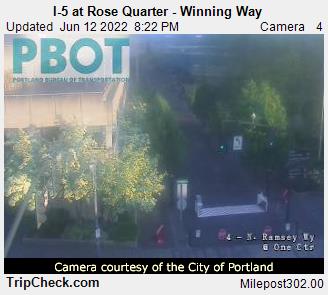 I-5 at Rose Quarter - Winning Way
Updated Jun 12 2022 8:22 PM Camera 4
PBOT
PORTLAND BUREAU OF TRANSPORTATION
4 - N. Ramsey Wy
@ One Ctr
Camera courtesy of the City of Portland
TripCheck.com Milepost302.00